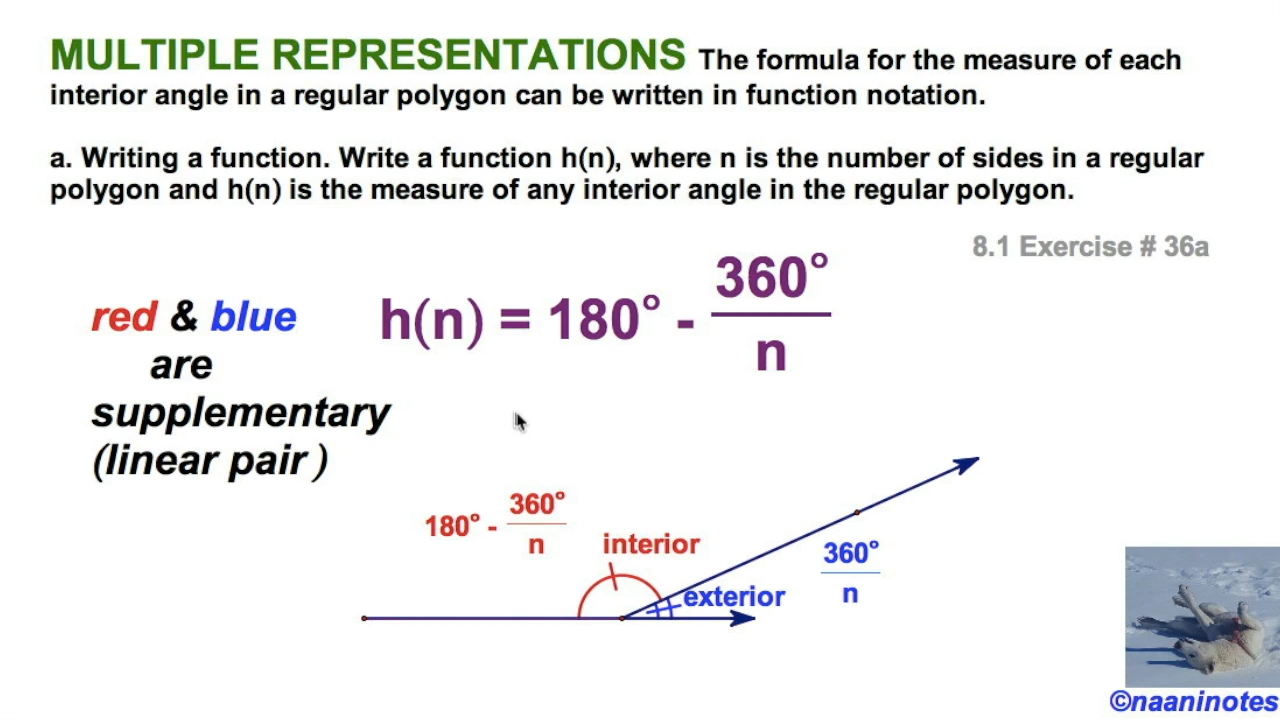 MULTIPLE REPRESENTATIONS The formula for the measure of each
interior angle in a regular polygon can be written in function notation.
a. Writing a function. Write a function h(n), where n is the number of sides in a regular
polygon and h(n) is the measure of any interior angle in the regular polygon.
8.1 Exercise # 36a
red & blue
are
supplementary
(linear pair)
h(n) = 180° - 360°
n
180° - 360°
n
interior
exterior
360°
n
©naaninotes